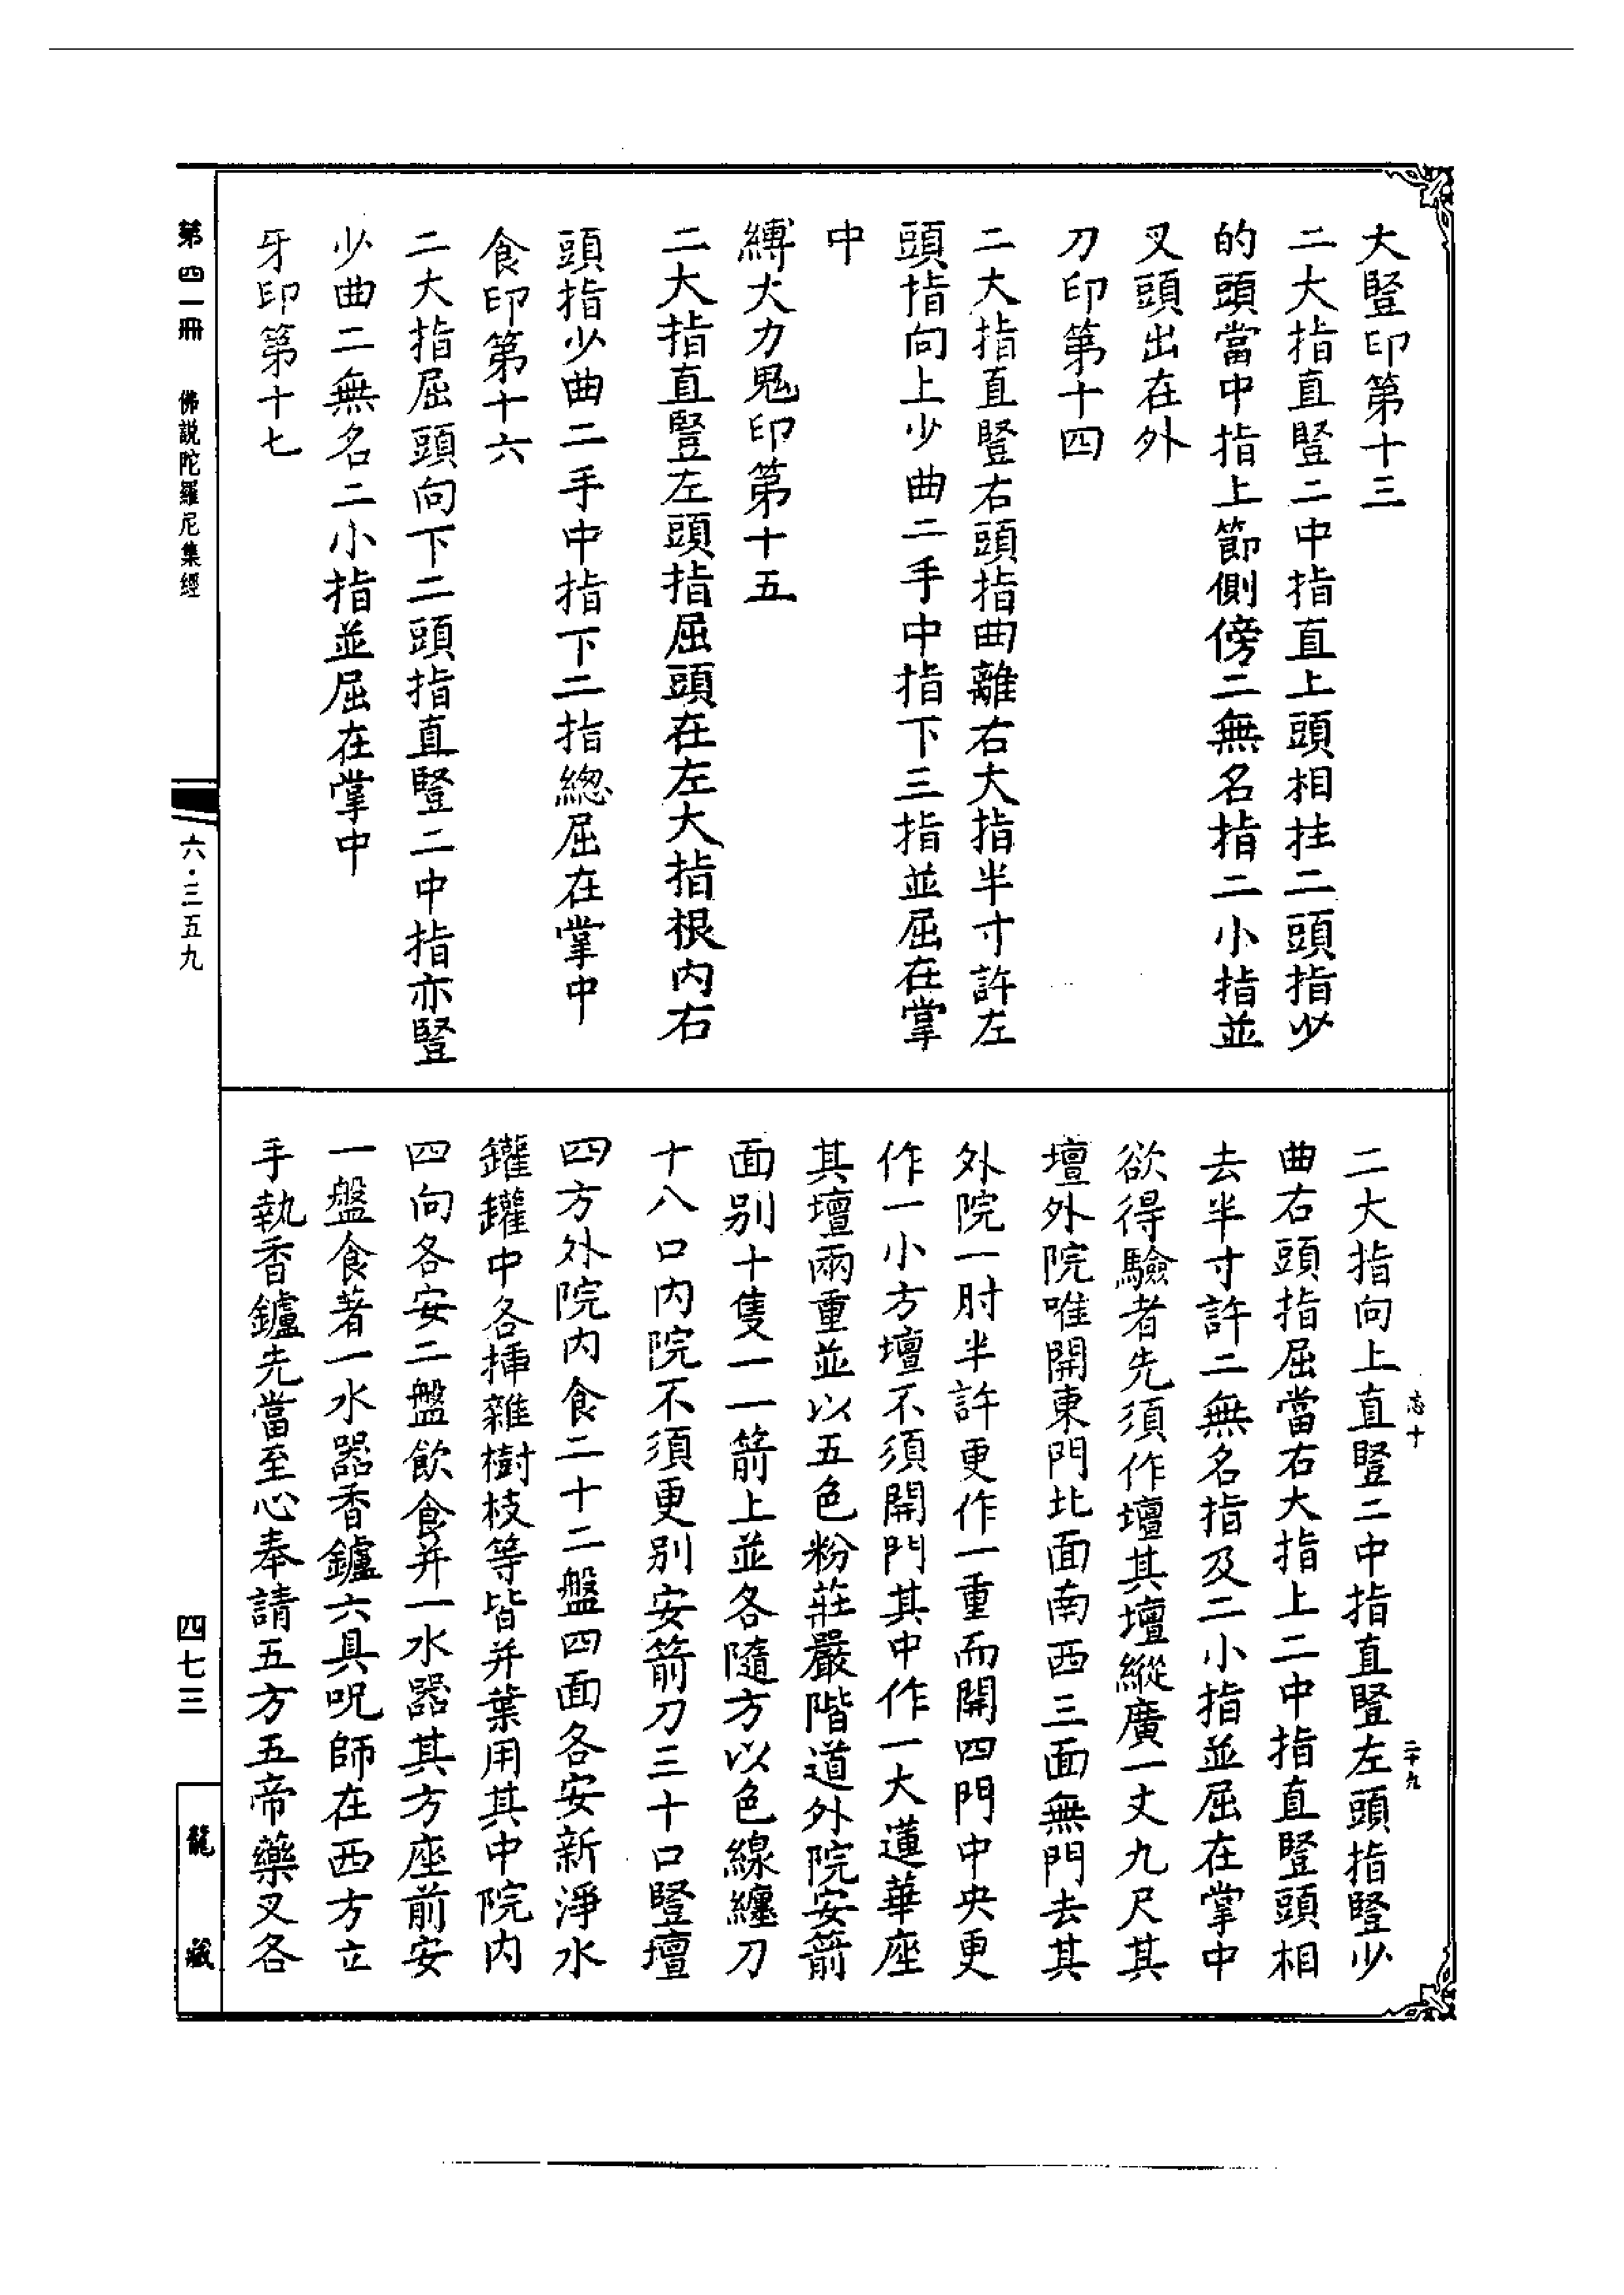 大豎印第十三
二大指直豎二中指直上頭相拄二頭指少
的頭當中指上節側傍二無名指二小指並
叉頭出在外
刀印第十四
二大指直豎右頭指曲離右大指半寸許左
頭指向上少曲二手中指下三指並屈在掌
中
縛大力鬼印第十五
二大指直豎左頭指屈頭在左大指根內右
頭指少曲二手中指下二指總屈在掌中
食印第十六
二大指屈頭向下二頭指直豎二中指亦豎
少曲二無名二小指並屈在掌中
牙印第十七
二大指向上直豎二中指直豎左頭指豎少
曲右頭指屈當右大指上二中指直豎頭相
去半寸許二無名指及二小指並屈在掌中
欲得驗者先須作壇其壇縱廣一丈九尺其
壇外院唯開東門北面南西三面無門去其
外院一肘半許更作一重而開四門中央更
作一小方壇不須開門其中作一大蓮華座
其壇兩重並以五色粉莊嚴階道外院安箭
面別十隻一一箭上並各隨方以色線纏刀
十八口內院不須更別安箭刀三十口豎壇
四方外院內食二十二盤四面各安新淨水
鑵鑵中各插雜樹枝等皆并葉用其中院內
四向各安二盤飲食并一水器其方座前安
一盤食著一水器香鑪六具呪師在西方立
手執香鑪先當至心奉請五方五帝藥叉各
志十
二十九
第四一冊
佛說陀羅尼集經
六·三五九
四七三
龍藏